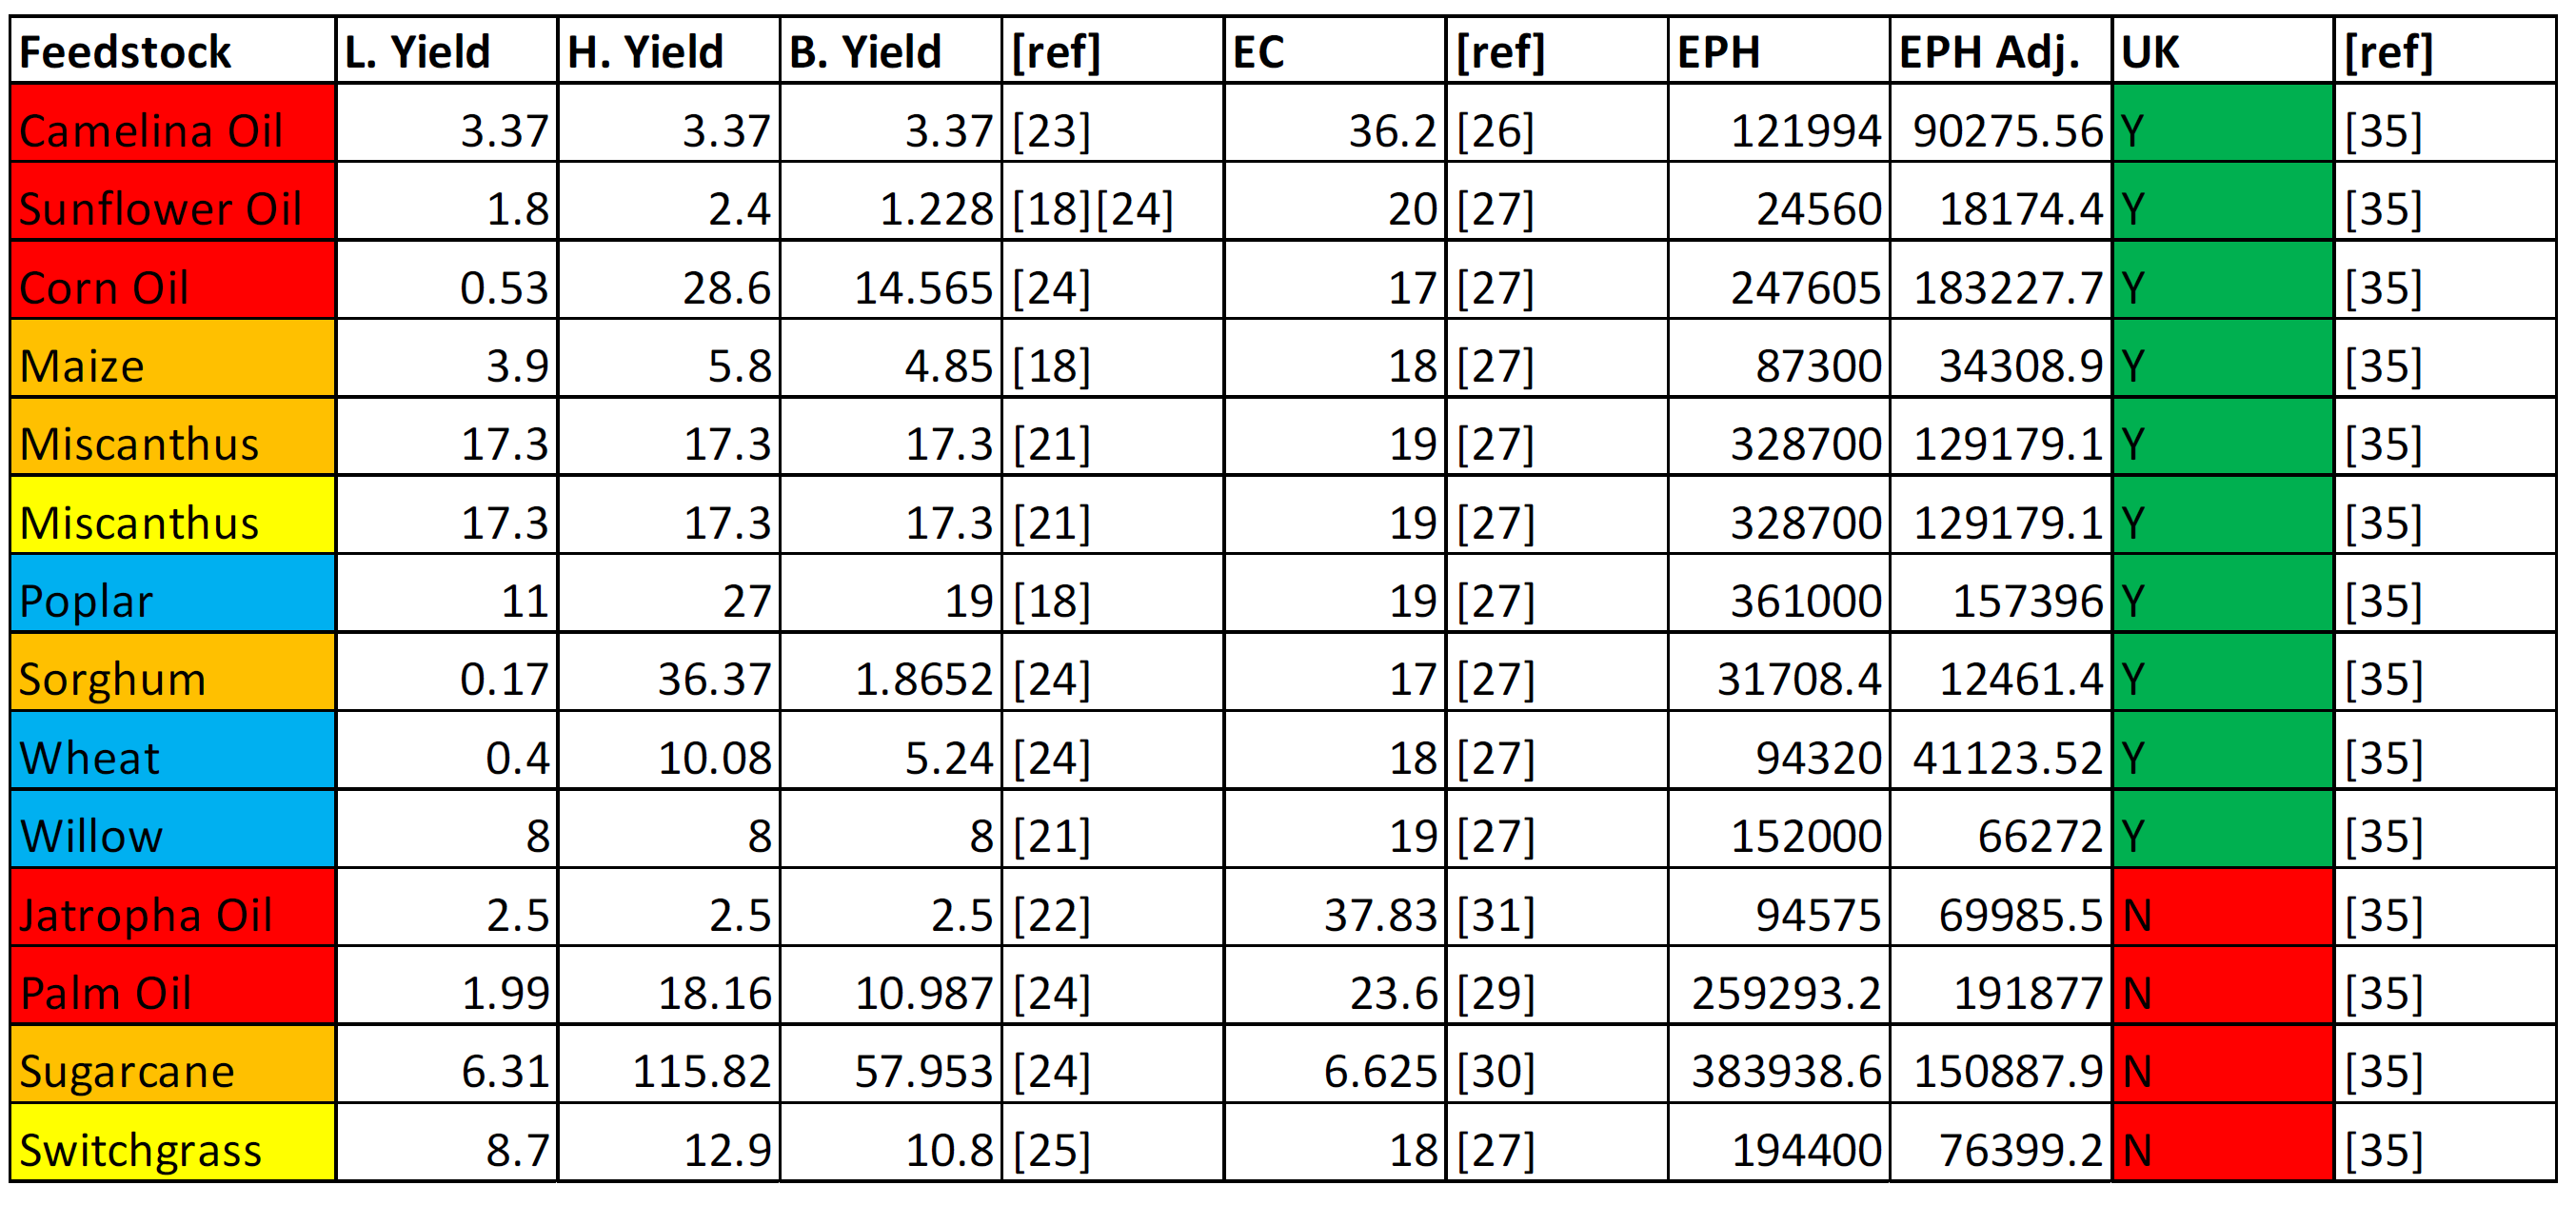 Feedstock L. Yield H. Yield B. Yield [ref] EC [ref] EPH EPH Adj. UK [ref]
Camelina Oil 3.37 3.37 3.37 [23] 36.2 [26] 121994 90275.56 Y [35]
Sunflower Oil 1.8 2.4 1.228 [18][24] 20 [27] 24560 18174.4 Y [35]
Corn Oil 0.53 28.6 14.565 [24] 17 [27] 247605 183227.7 Y [35]
Maize 3.9 5.8 4.85 [18] 18 [27] 87300 34308.9 Y [35]
Miscanthus 17.3 17.3 17.3 [21] 19 [27] 328700 129179.1 Y [35]
Miscanthus 17.3 17.3 17.3 [21] 19 [27] 328700 129179.1 Y [35]
Poplar 11 27 19 [18] 19 [27] 361000 157396 Y [35]
Sorghum 0.17 36.37 1.8652 [24] 17 [27] 31708.4 12461.4 Y [35]
Wheat 0.4 10.08 5.24 [24] 18 [27] 94320 41123.52 Y [35]
Willow 8 8 8 [21] 19 [27] 152000 66272 Y [35]
Jatropha Oil 2.5 2.5 2.5 [22] 37.83 [31] 94575 69985.5 N [35]
Palm Oil 1.99 18.16 10.987 [24] 23.6 [29] 259293.2 191877 N [35]
Sugarcane 6.31 115.82 57.953 [24] 6.625 [30] 383938.6 150887.9 N [35]
Switchgrass 8.7 12.9 10.8 [25] 18 [27] 194400 76399.2 N [35]